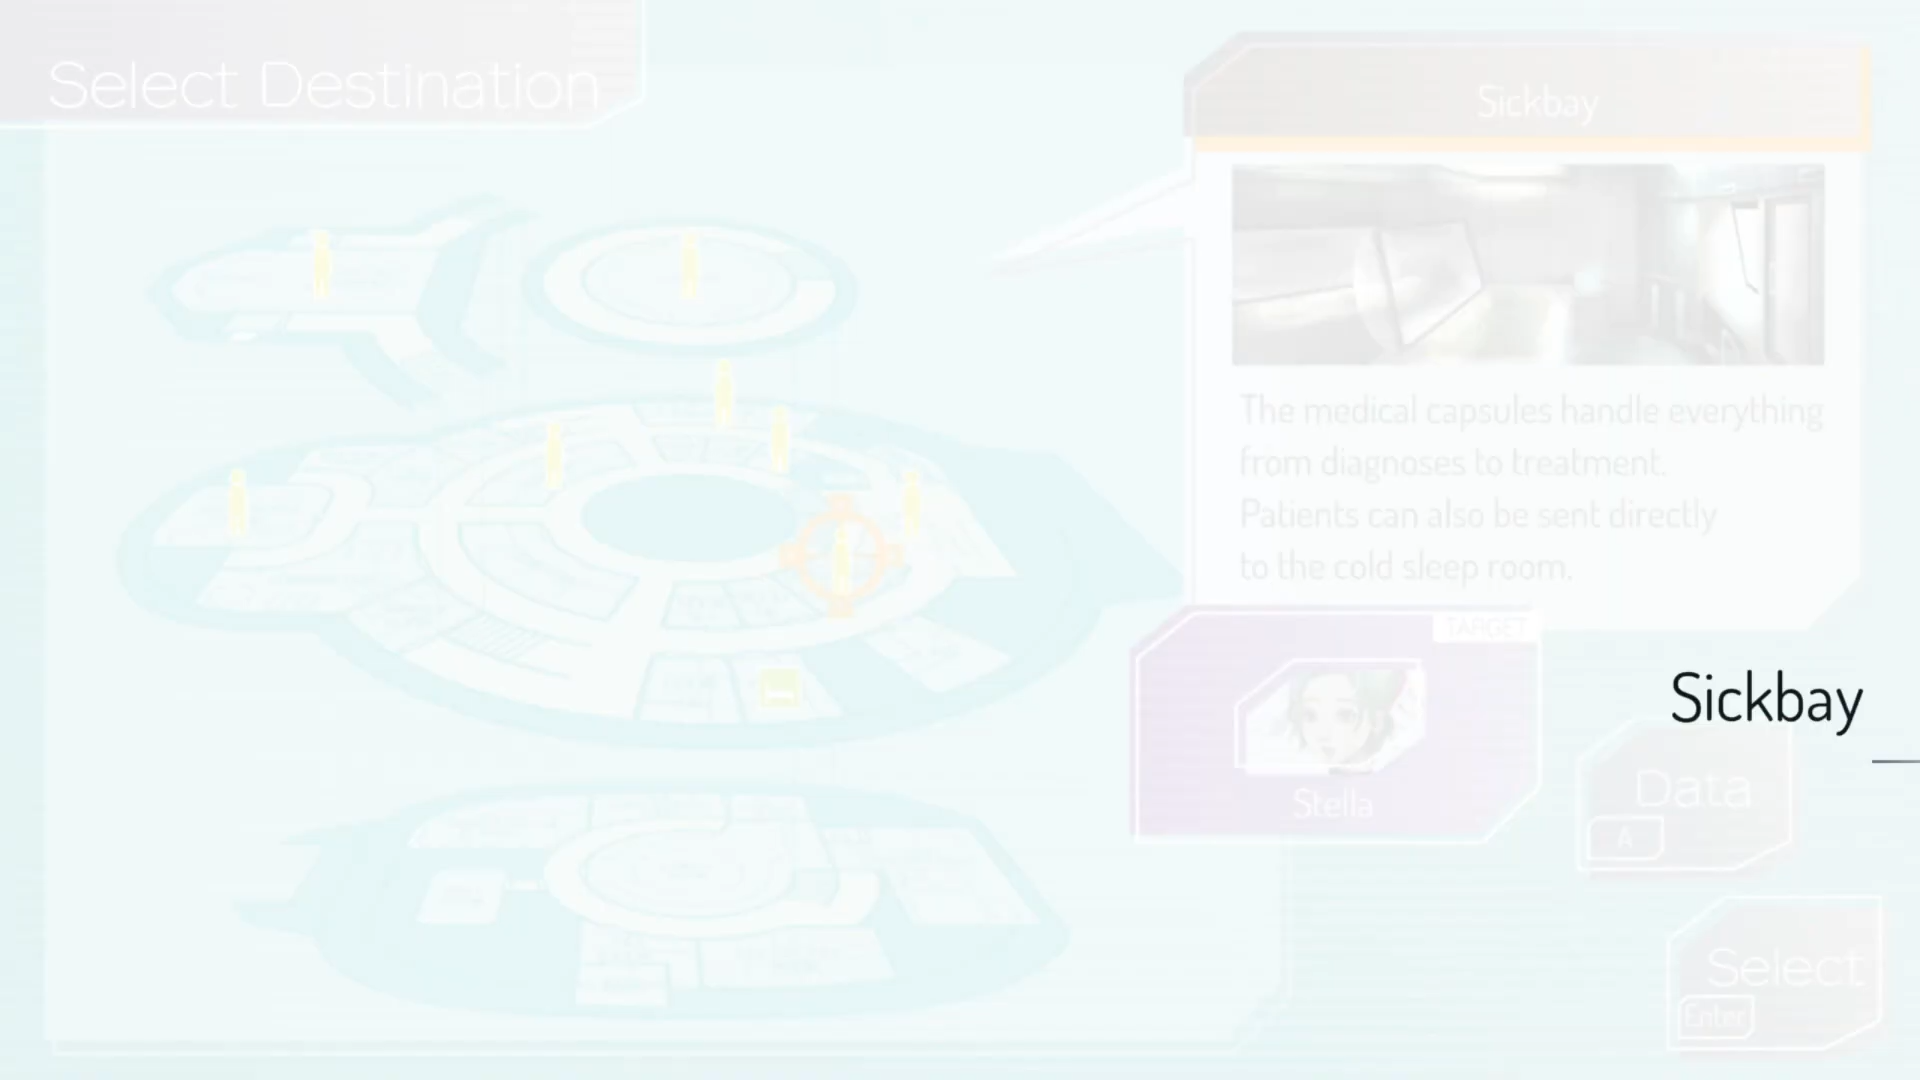 Select Destination
Sickbay
The medical capsules handle everything
from diagnoses to treatment.
Patients can also be sent directly
to the cold sleep room.
TARGET
Stella
Sickbay
Data
A
Select
Enter